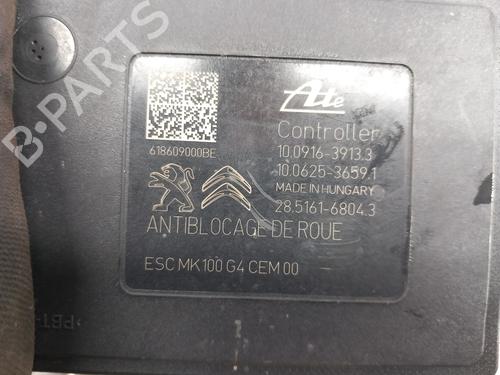 B-PARTS
Ate
Controller
10.0916-3913.3
10.0625-3659.1
MADE IN HUNGARY
28.5161-6804.3
618609000BE
ANTIBLOCAGE DE ROUE
ESC MK100 G4 CEM 00
>PBT-